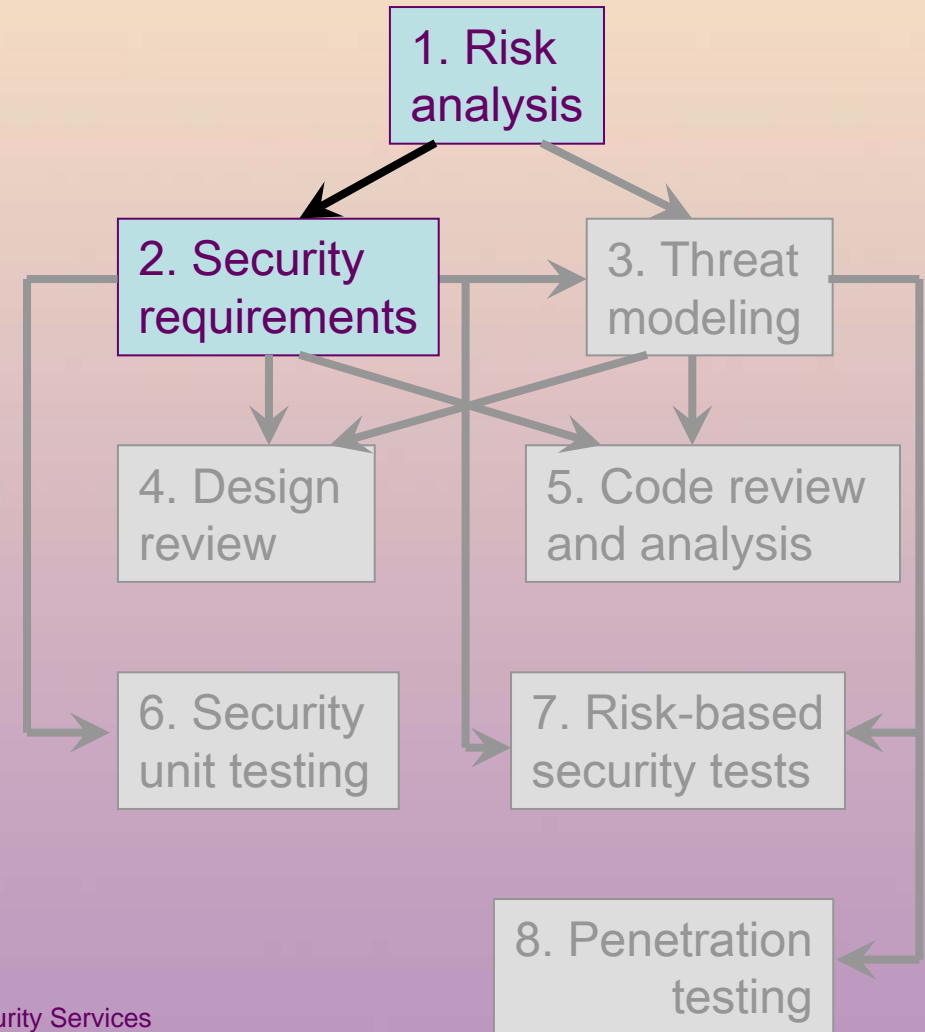 1. Risk
analysis
2. Security
requirements
3. Threat
modeling
4. Design
review
5. Code review
and analysis
6. Security
unit testing
7. Risk-based
security tests
8. Penetration
testing
urity Services